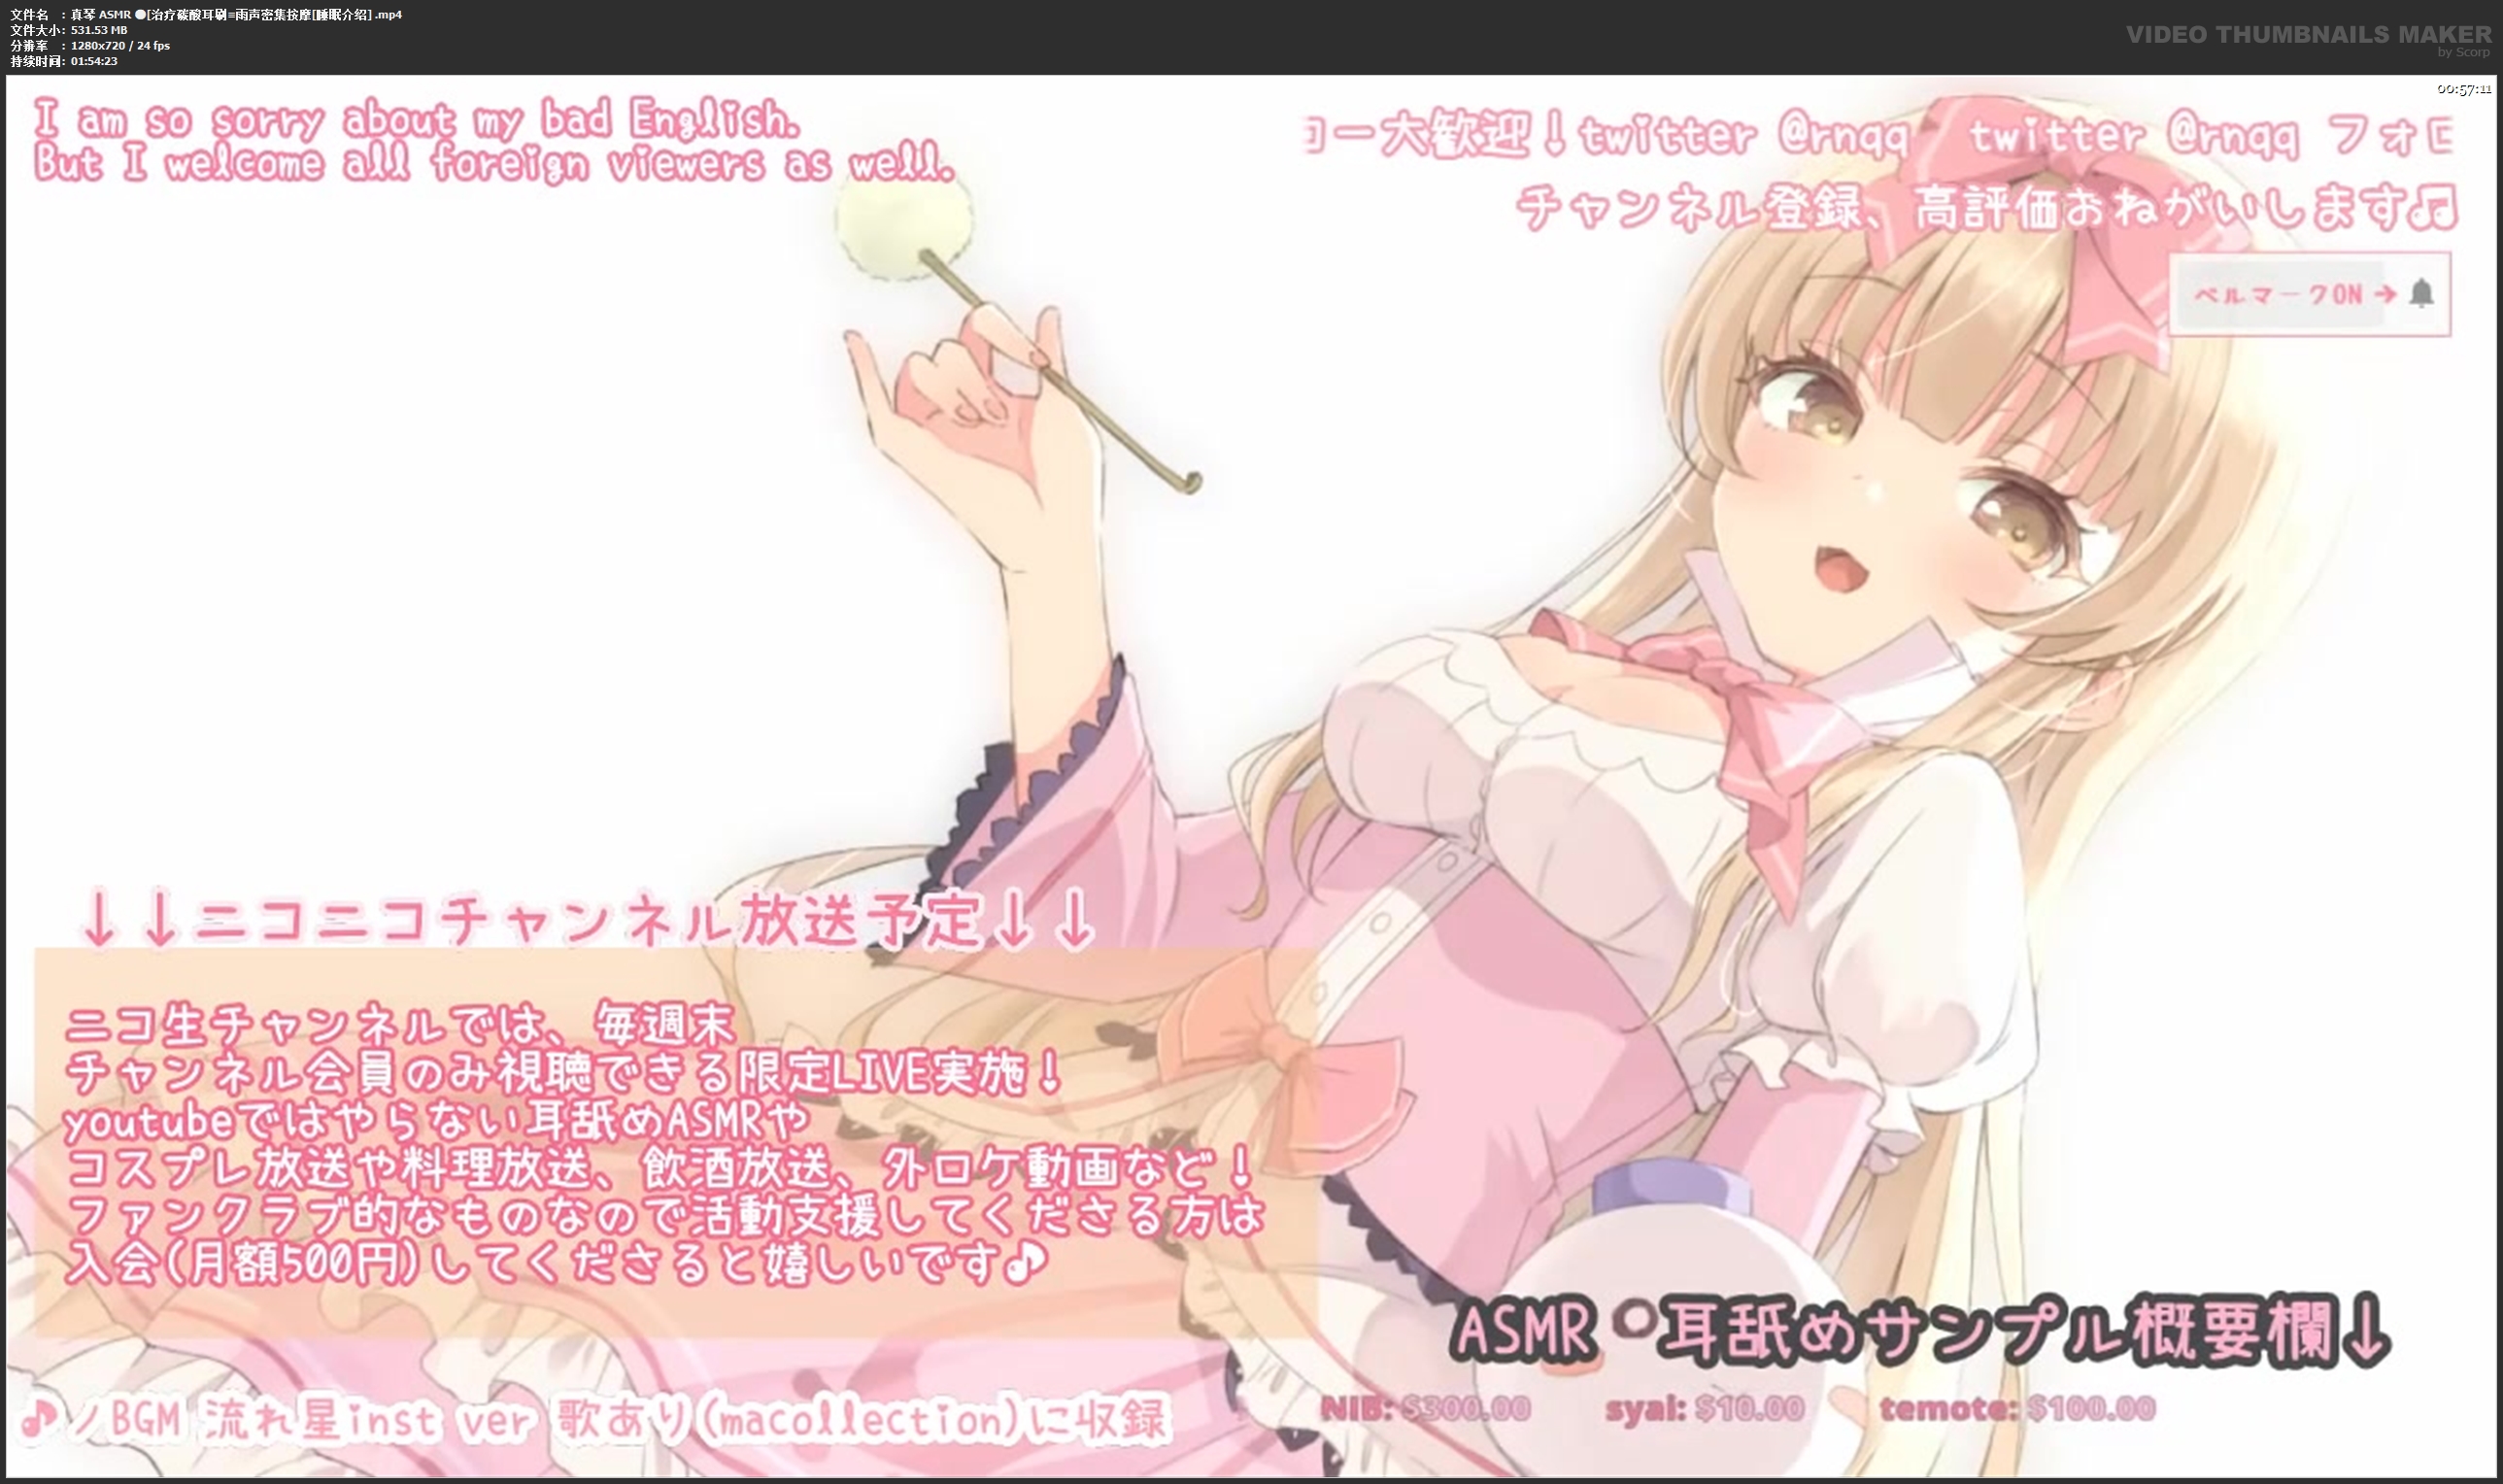 文件名 : 真琴 ASMR ●[治疗碳酸耳刷=雨声密集按摩[睡眠介绍] .mp4
文件大小: 531.53 MB
分辨率 : 1280x720 / 24 fps
持续时间: 01:54:23
VIDEO THUMBNAILS MAKER
by Scorp
00:57:11
I am so sorry about my bad English.
But I welcome all foreign viewers as well.
ロー大歓迎！twitter @rnqq twitter @rnqq フォロ
チャンネル登録、高評価おねがいします♫
ベルマークON→
↓↓ニコニコチャンネル放送予定↓↓
ニコ生チャンネルでは、毎週末
チャンネル会員のみ視聴できる限定LIVE実施！
youtubeではやらない耳舐めASMRや
コスプレ放送や料理放送、飲酒放送、外ロケ動画など！
ファンクラブ的なものなので活動支援してくださる方は
入会(月額500円)してくださると嬉しいです♪
ASMR ○耳舐めサンプル概要欄↓
NIB: $300.00 syai: $10.00 temote: $100.00
♪ノBGM 流れ星inst ver 歌あり(macollection)に収録